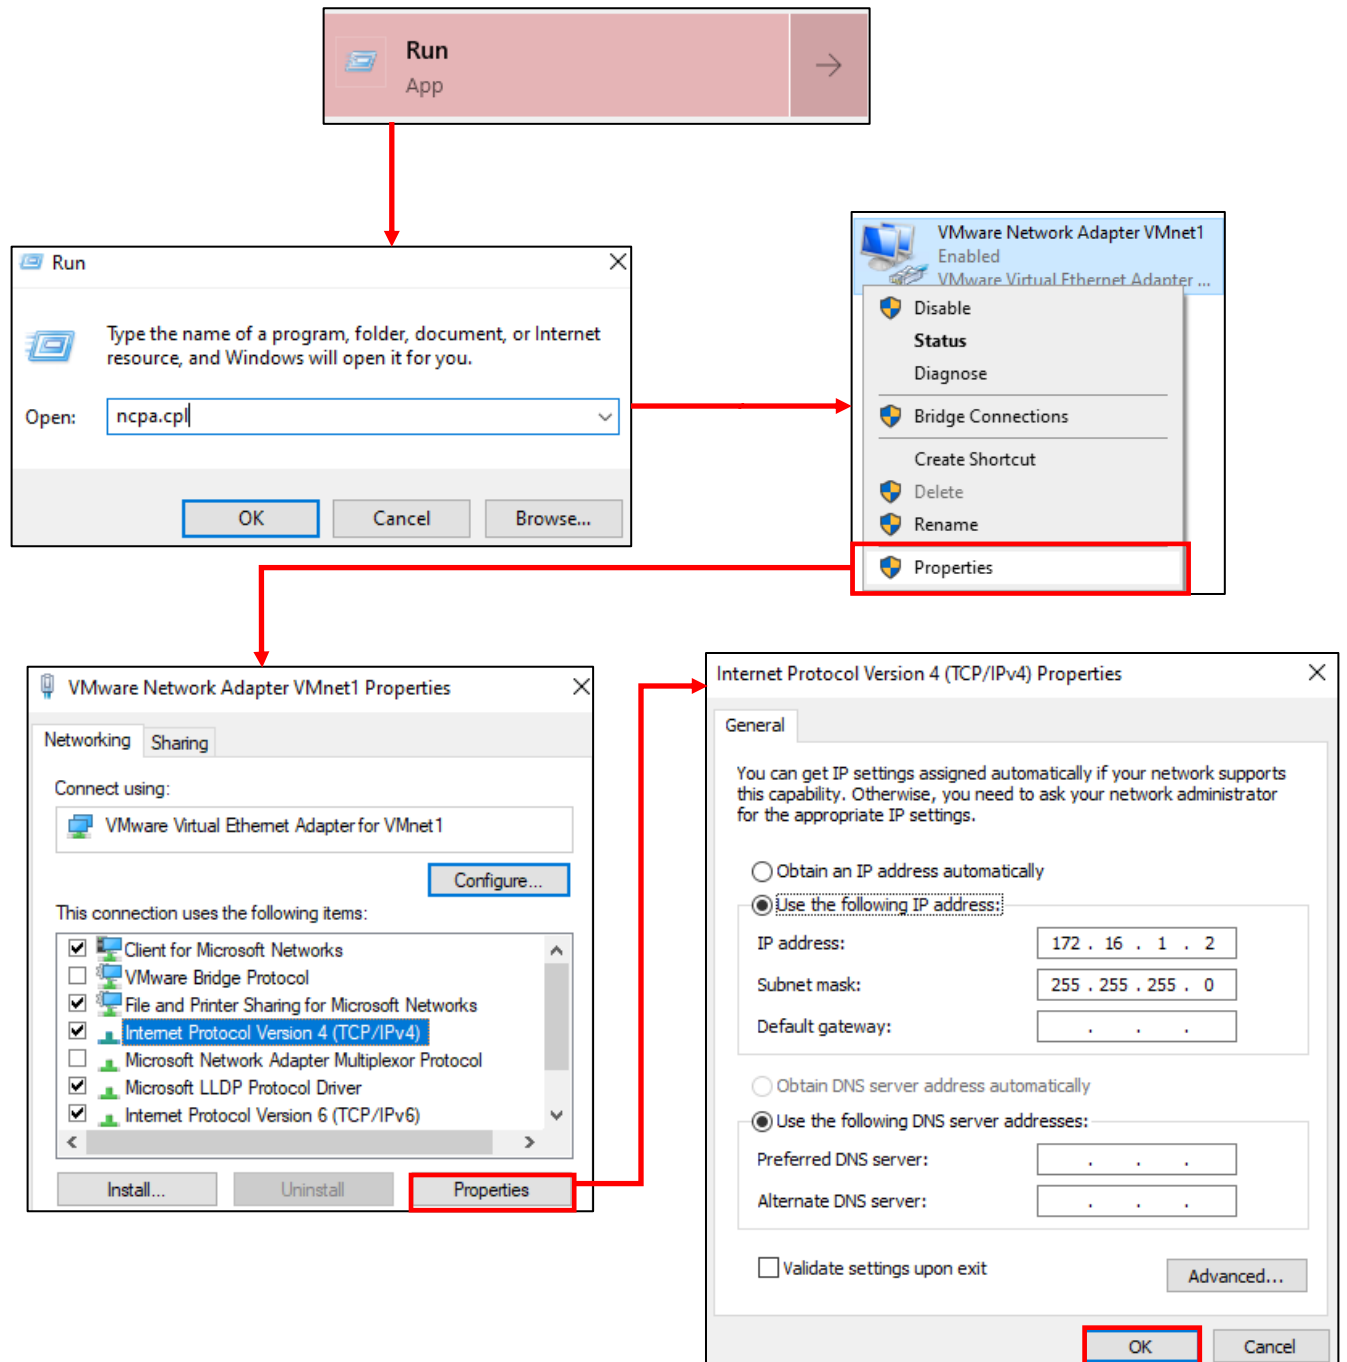 Run
App
Run
Type the name of a program, folder, document, or Internet
resource, and Windows will open it for you.
Open:
ncpa.cpl
OK
Cancel
Browse...
VMware Network Adapter VMnet1
Enabled
VMware Virtual Ethernet Adapter ...
Disable
Status
Diagnose
Bridge Connections
Create Shortcut
Delete
Rename
Properties
VMware Network Adapter VMnet1 Properties
Networking
Sharing
Connect using:
VMware Virtual Ethernet Adapter for VMnet1
Configure...
This connection uses the following items:
Client for Microsoft Networks
VMware Bridge Protocol
File and Printer Sharing for Microsoft Networks
Internet Protocol Version 4 (TCP/IPv4)
Microsoft Network Adapter Multiplexor Protocol
Microsoft LLDP Protocol Driver
Internet Protocol Version 6 (TCP/IPv6)
Install...
Uninstall
Properties
Internet Protocol Version 4 (TCP/IPv4) Properties
General
You can get IP settings assigned automatically if your network supports
this capability. Otherwise, you need to ask your network administrator
for the appropriate IP settings.
Obtain an IP address automatically
Use the following IP address:
IP address:
172 . 16 . 1 . 2
Subnet mask:
255 . 255 . 255 . 0
Default gateway:
. . .
Obtain DNS server address automatically
Use the following DNS server addresses:
Preferred DNS server:
. . .
Alternate DNS server:
. . .
Validate settings upon exit
Advanced...
OK
Cancel